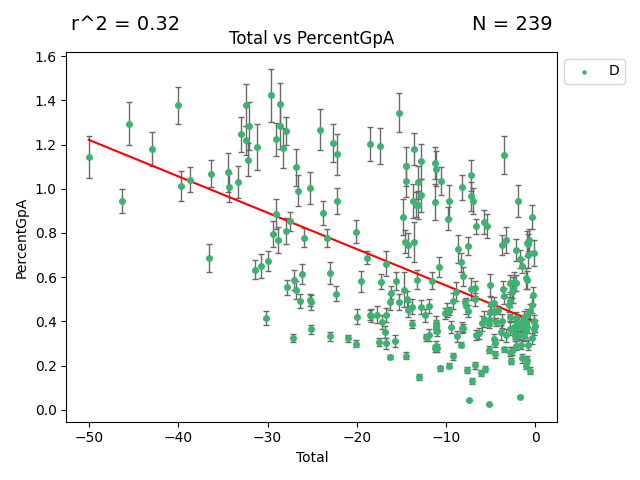 r^2 = 0.32 N = 239
Total vs PercentGpA
D
PercentGpA
1.6
1.4
1.2
1.0
0.8
0.6
0.4
0.2
0.0
−50 −40 −30 −20 −10 0
Total